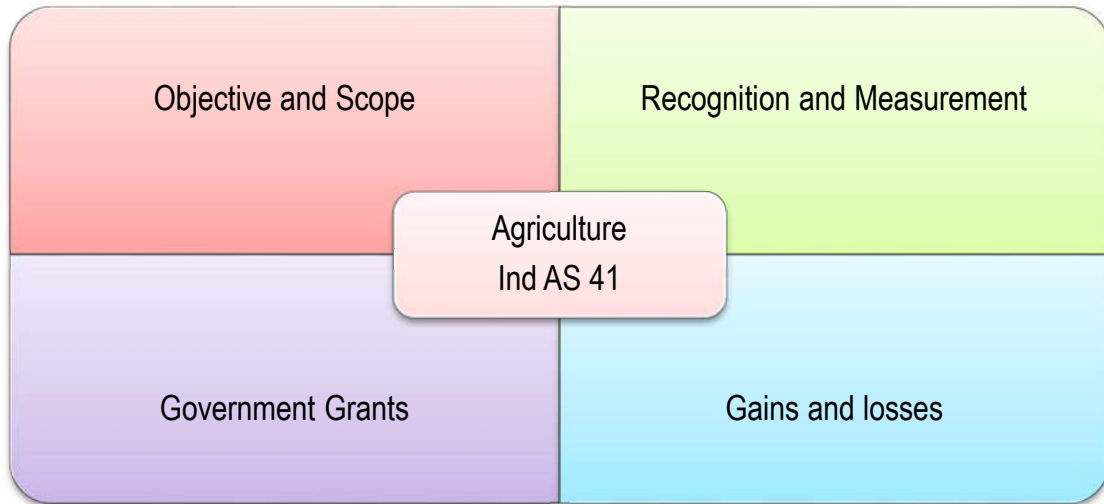 Objective and Scope
Recognition and Measurement
Agriculture
Ind AS 41
Government Grants
Gains and losses